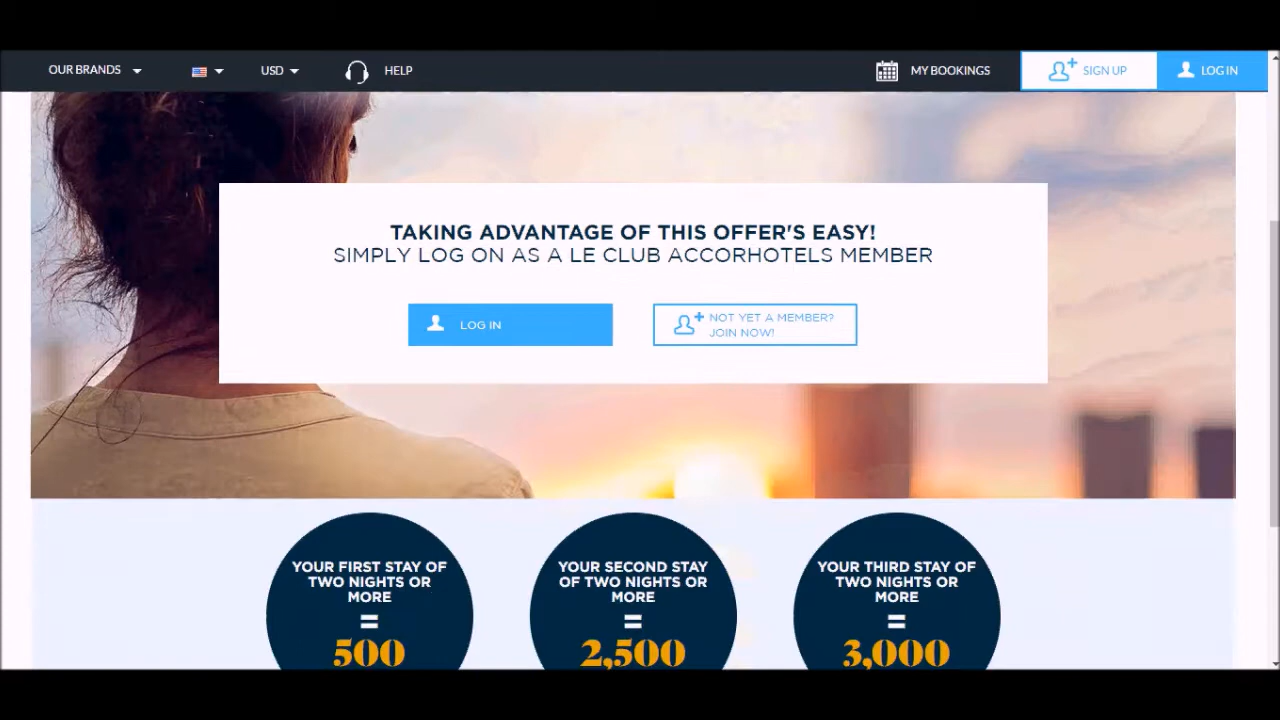 OUR BRANDS USD HELP MY BOOKINGS SIGN UP LOG IN
TAKING ADVANTAGE OF THIS OFFER'S EASY!
SIMPLY LOG ON AS A LE CLUB ACCORHOTELS MEMBER
LOG IN
NOT YET A MEMBER?
JOIN NOW!
YOUR FIRST STAY OF
TWO NIGHTS OR
MORE
=
500
YOUR SECOND STAY
OF TWO NIGHTS OR
MORE
=
2,500
YOUR THIRD STAY OF
TWO NIGHTS OR
MORE
=
3,000